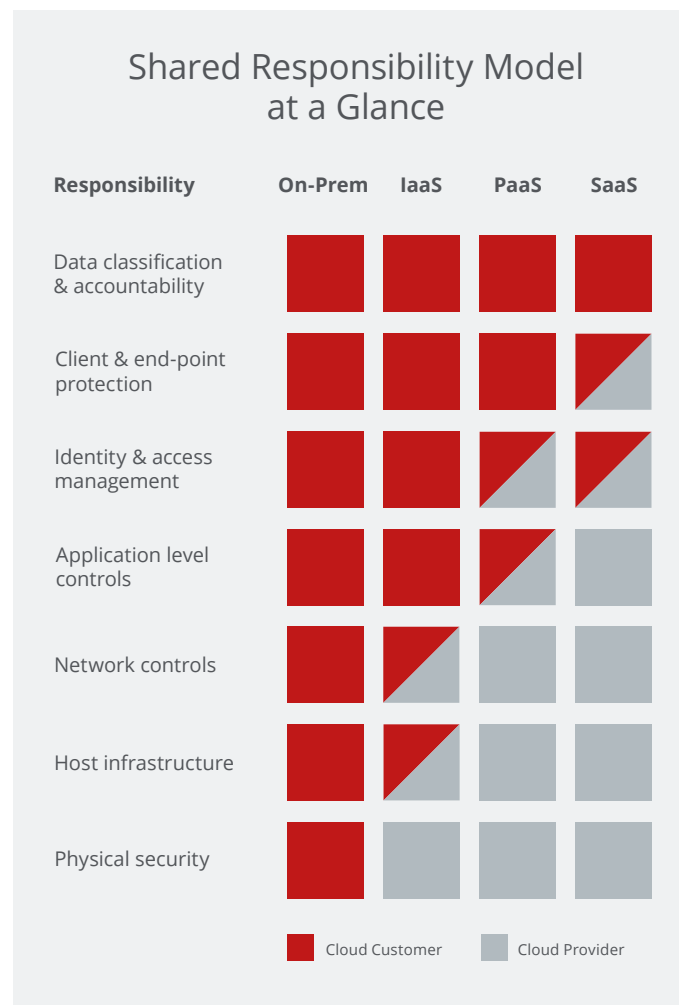 Shared Responsibility Model
at a Glance
Responsibility On-Prem IaaS PaaS SaaS
Data classification
& accountability
Client & end-point
protection
Identity & access
management
Application level
controls
Network controls
Host infrastructure
Physical security
Cloud Customer Cloud Provider